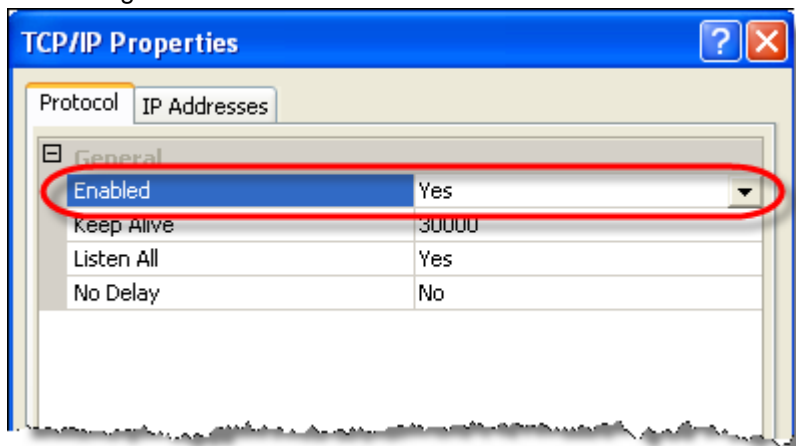 TCP/IP Properties
Protocol IP Addresses
General
Enabled Yes
Keep Alive 30000
Listen All Yes
No Delay No